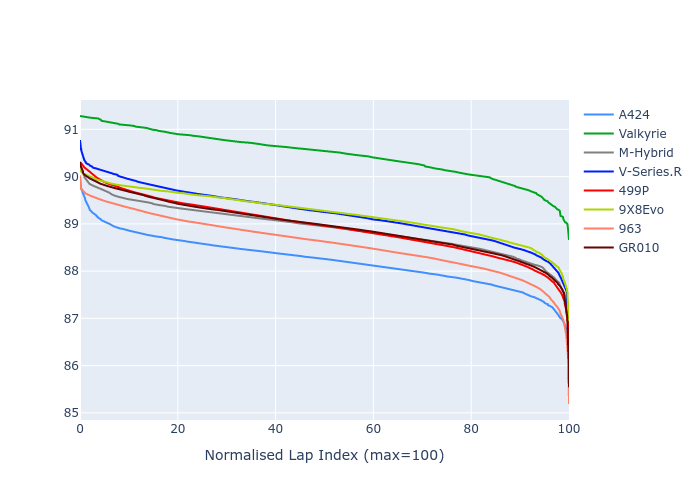 91
90
89
88
87
86
85
0 20 40 60 80 100
Normalised Lap Index (max=100)
A424
Valkyrie
M-Hybrid
V-Series.R
499P
9X8Evo
963
GR010